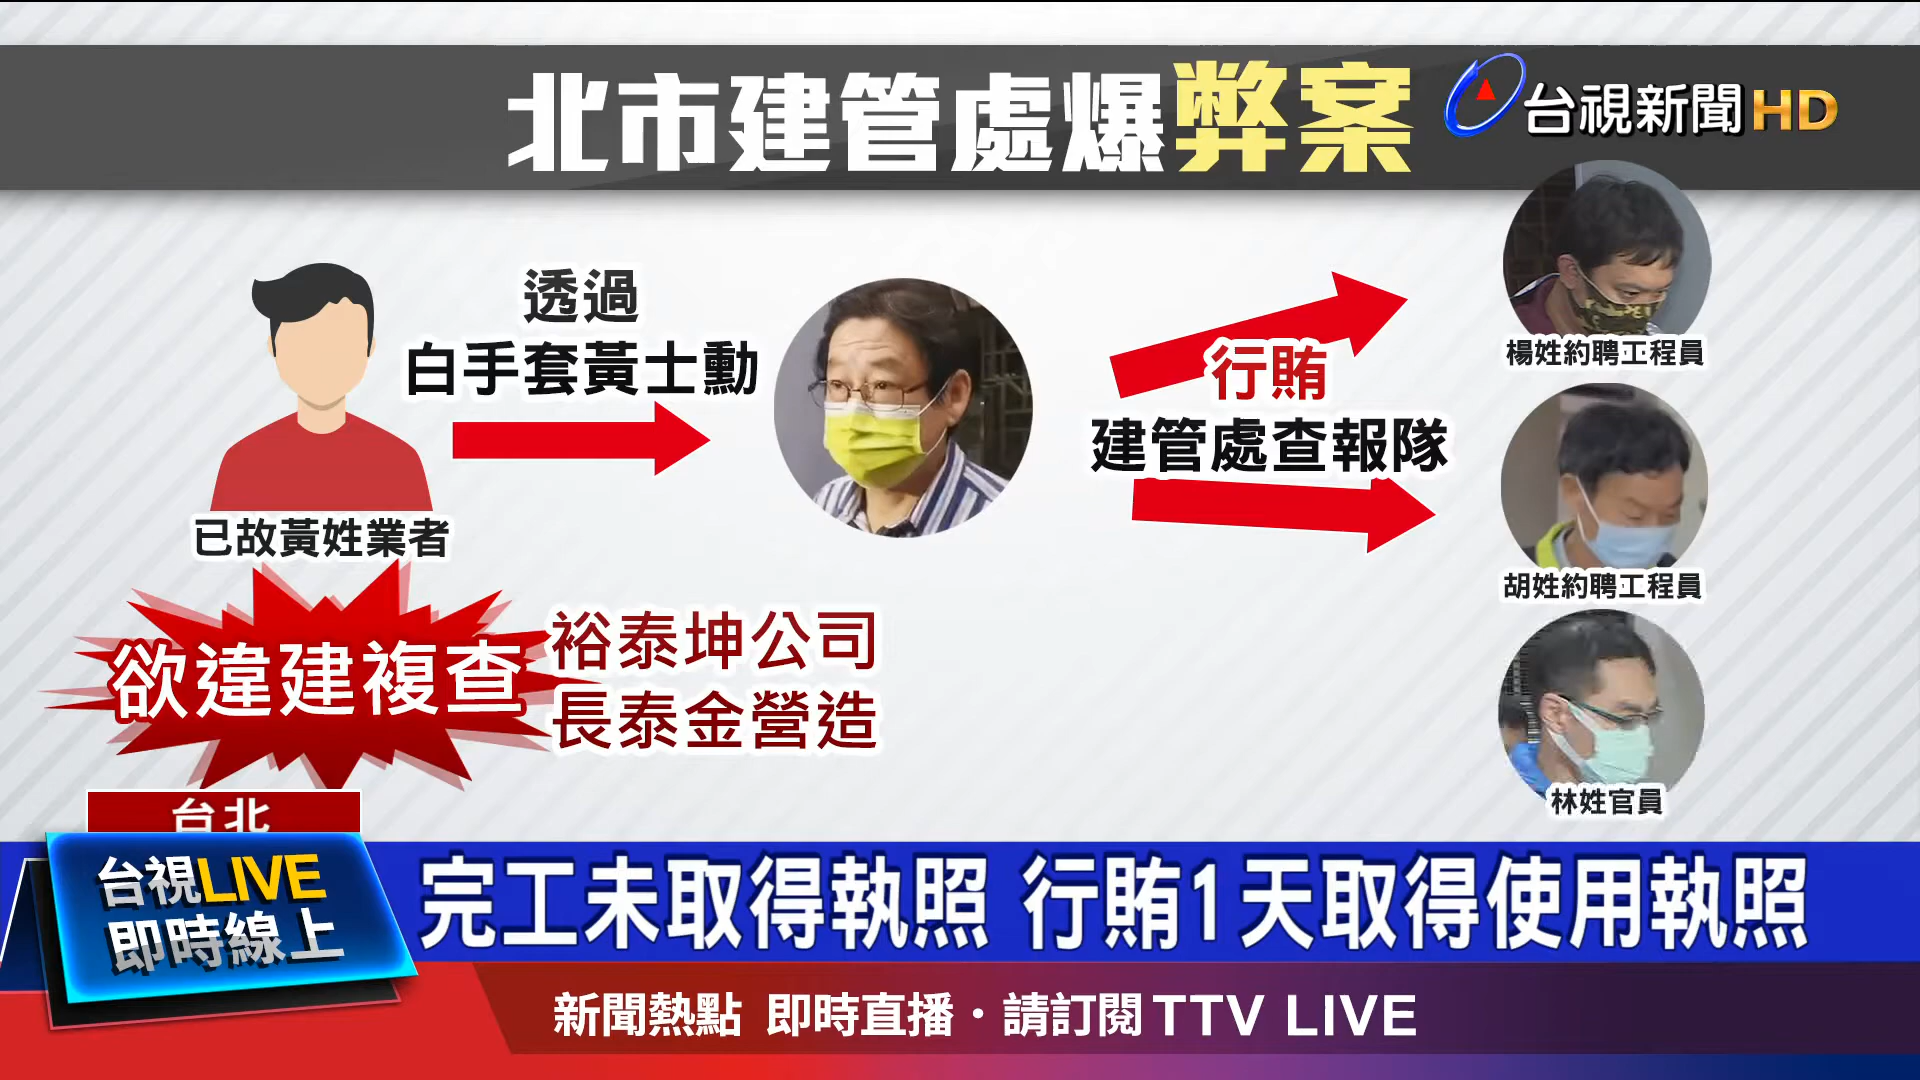 北市建管處爆弊案
台視新聞HD
透過
白手套黃士勳
行賄
建管處查報隊
楊姓約聘工程員
胡姓約聘工程員
林姓官員
已故黃姓業者
欲違建複查
裕泰坤公司
長泰金營造
台北
台視LIVE
即時線上
完工未取得執照 行賄1天取得使用執照
新聞熱點 即時直播・請訂閱TTV LIVE